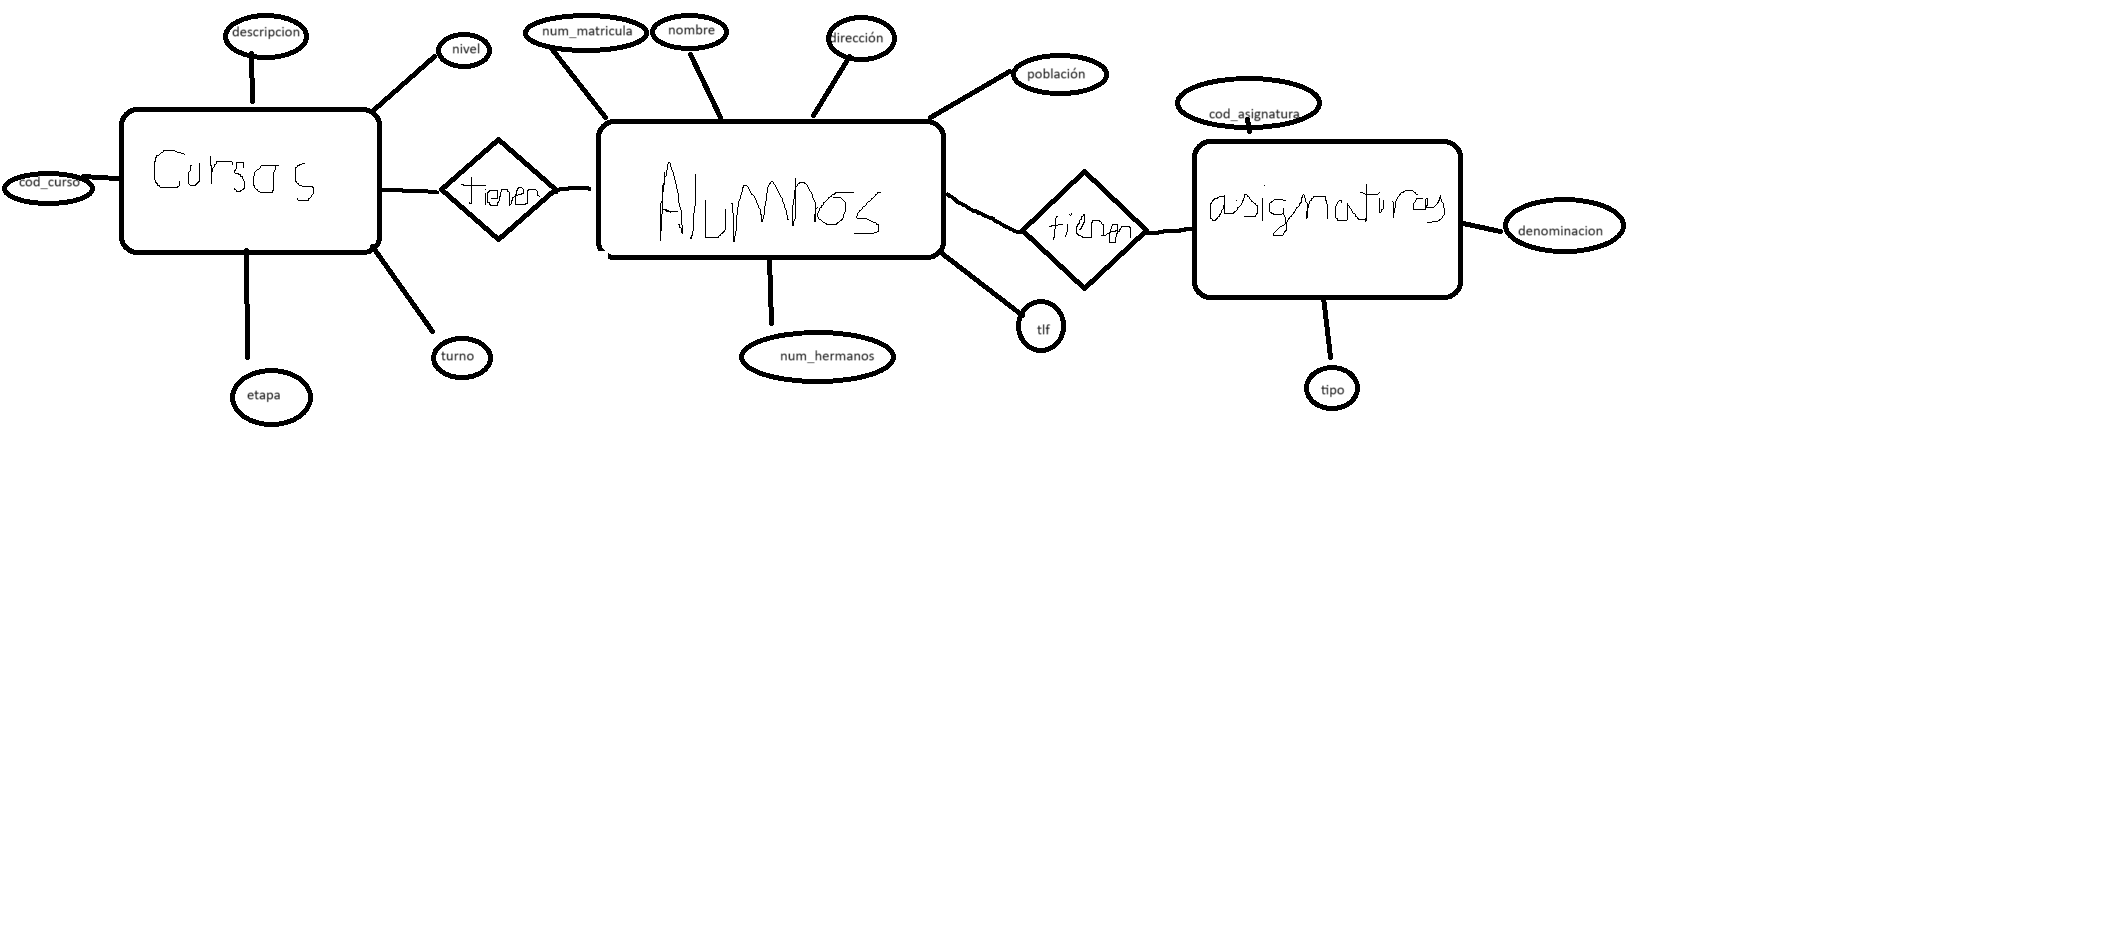 descripcion
nivel
cod_curso
Cursos
etapa
turno
tienen
num_matricula
nombre
dirección
población
Alumnos
num_hermanos
tlf
tienen
cod_asignatura
asignaturas
denominacion
tipo